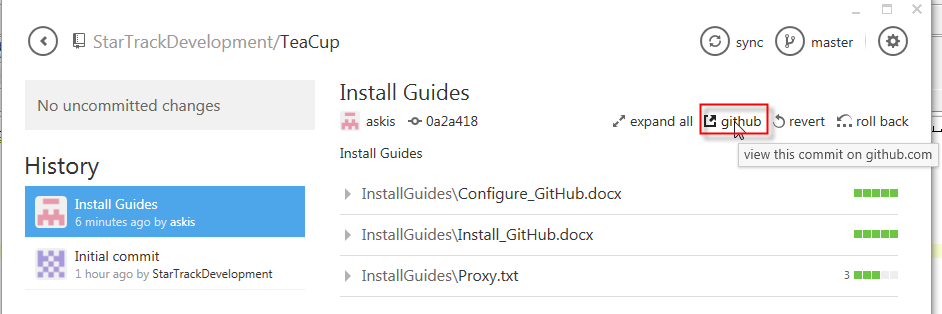 StarTrackDevelopment/TeaCup
sync
master
No uncommitted changes
History
Install Guides
6 minutes ago by askis
Initial commit
1 hour ago by StarTrackDevelopment
Install Guides
askis 0a2a418
expand all github revert roll back
view this commit on github.com
Install Guides
InstallGuides\Configure_GitHub.docx
InstallGuides\Install_GitHub.docx
InstallGuides\Proxy.txt 3